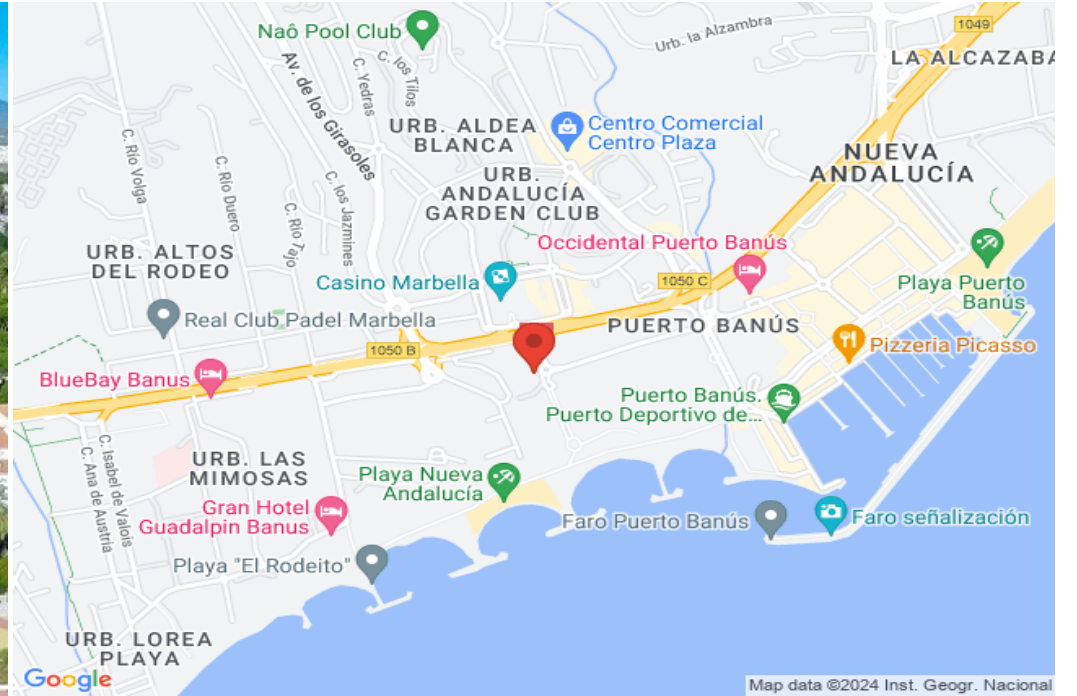 Naô Pool Club
Av. de los Girasoles
C. Yedras
C. los Tilos
Urb. la Alzambra
1049
LA ALCAZABA
URB. ALDEA
BLANCA
Centro Comercial
Centro Plaza
NUEVA
ANDALUCÍA
C. Río Volga
C. Río Duero
C. Río Tajo
C. los Jazmines
URB.
ANDALUCÍA
GARDEN CLUB
URB. ALTOS
DEL RODEO
Casino Marbella
Occidental Puerto Banús
1050 C
Playa Puerto
Banús
Real Club Padel Marbella
PUERTO BANÚS
Pizzeria Picasso
1050 B
BlueBay Banus
Puerto Banús.
Puerto Deportivo de...
C. Isabel de Valois
C. Ana de Austria
URB. LAS
MIMOSAS
Playa Nueva
Andalucía
Gran Hotel
Guadalpin Banus
Faro Puerto Banús
Faro señalización
Playa "El Rodeito"
URB. LOREA
PLAYA
Google
Map data ©2024 Inst. Geogr. Nacional